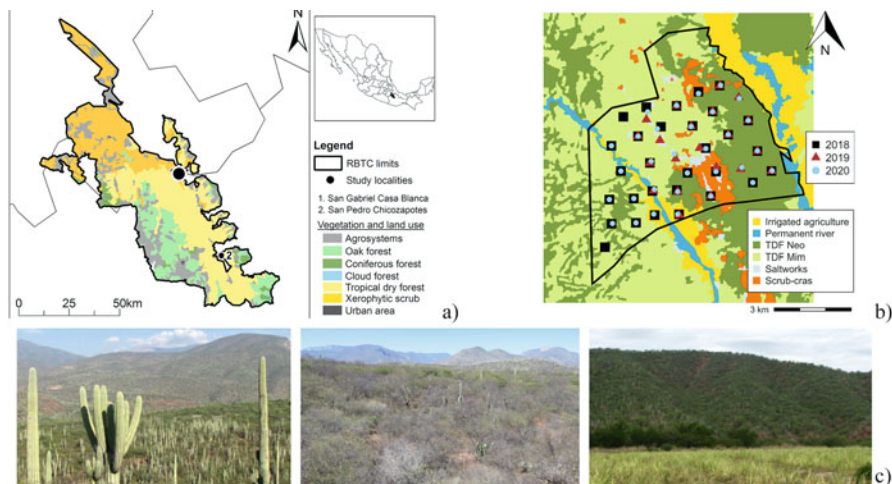 N
Legend
RBTC limits
Study localities
1. San Gabriel Casa Blanca
2. San Pedro Chicozapotes
Vegetation and land use
Agrosystems
Oak forest
Coniferous forest
Cloud forest
Tropical dry forest
Xerophytic scrub
Urban area
2
0 25 50km
a)
N
2018
2019
2020
Irrigated agriculture
Permanent river
TDF Neo
TDF Mim
Saltworks
Scrub-cras
3 km
b)
c)